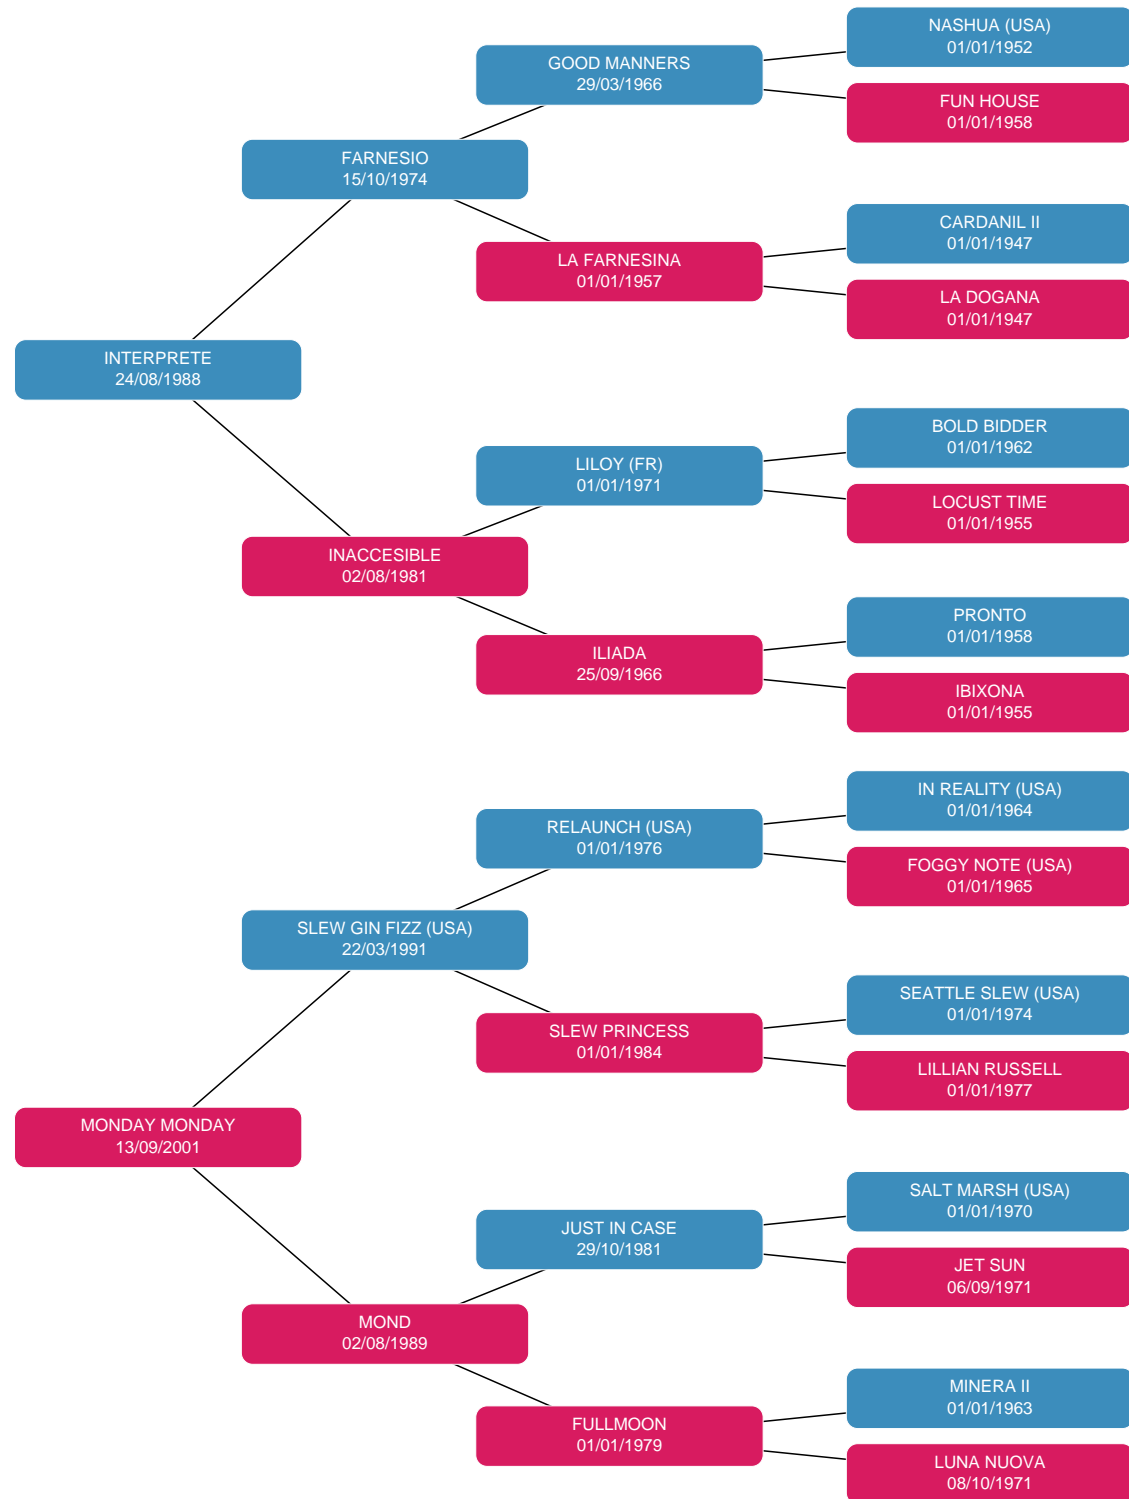 NASHUA (USA)
01/01/1952
GOOD MANNERS
29/03/1966
FUN HOUSE
01/01/1958
FARNESIO
15/10/1974
CARDANIL II
01/01/1947
LA FARNESINA
01/01/1957
LA DOGANA
01/01/1947
INTERPRETE
24/08/1988
BOLD BIDDER
01/01/1962
LILOY (FR)
01/01/1971
LOCUST TIME
01/01/1955
INACCESIBLE
02/08/1981
PRONTO
01/01/1958
ILIADA
25/09/1966
IBIXONA
01/01/1955
IN REALITY (USA)
01/01/1964
RELAUNCH (USA)
01/01/1976
FOGGY NOTE (USA)
01/01/1965
SLEW GIN FIZZ (USA)
22/03/1991
SEATTLE SLEW (USA)
01/01/1974
SLEW PRINCESS
01/01/1984
LILLIAN RUSSELL
01/01/1977
MONDAY MONDAY
13/09/2001
SALT MARSH (USA)
01/01/1970
JUST IN CASE
29/10/1981
JET SUN
06/09/1971
MOND
02/08/1989
MINERA II
01/01/1963
FULLMOON
01/01/1979
LUNA NUOVA
08/10/1971